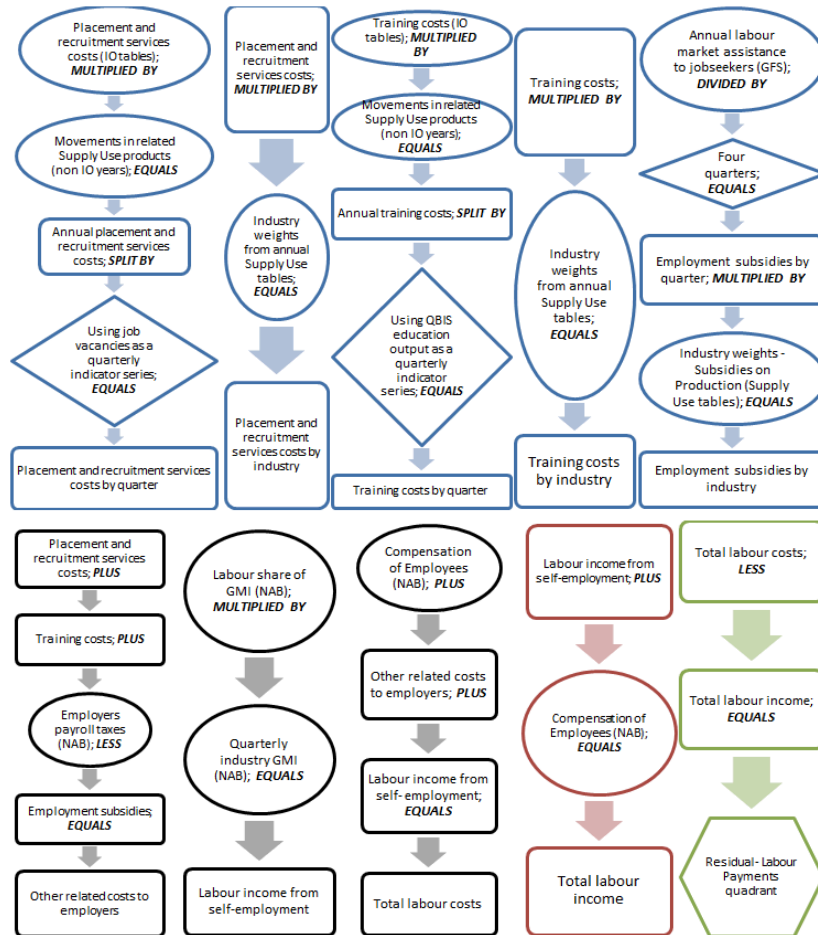 Placement and
recruitment services
costs (IO tables);
MULTIPLIED BY
Movements in related
Supply Use products
(non IO years); EQUALS
Annual placement and
recruitment services
costs; SPLIT BY
Using job
vacancies as a
quarterly
indicator series;
EQUALS
Placement and recruitment services
costs by quarter
Placement and
recruitment
services costs;
MULTIPLIED BY
Industry
weights
from annual
Supply Use
tables;
EQUALS
Placement and
recruitment
services costs by
industry
Training costs (IO
tables); MULTIPLIED
BY
Movements in related
Supply Use products
(non IO years);
EQUALS
Annual training costs; SPLIT BY
Using QBIS
education
output as a
quarterly
indicator
series; EQUALS
Training costs by quarter
Training costs;
MULTIPLIED BY
Industry
weights
from annual
Supply Use
tables;
EQUALS
Training costs
by industry
Annual labour
market assistance
to jobseekers (GFS);
DIVIDED BY
Four
quarters;
EQUALS
Employment subsidies by
quarter; MULTIPLIED BY
Industry weights -
Subsidies on
Production (Supply
Use tables); EQUALS
Employment subsidies by
industry
Placement and
recruitment services
costs; PLUS
Training costs; PLUS
Employers
payroll taxes
(NAB); LESS
Employment subsidies;
EQUALS
Other related costs to
employers
Labour share of
GMI (NAB);
MULTIPLIED BY
Quarterly
industry GMI
(NAB); EQUALS
Labour income from
self-employment
Compensation
of Employees
(NAB); PLUS
Other related costs
to employers; PLUS
Labour income from
self- employment;
EQUALS
Total labour costs
Labour income from
self-employment; PLUS
Compensation of
Employees (NAB);
EQUALS
Total labour
income
Total labour costs;
LESS
Total labour income;
EQUALS
Residual- Labour
Payments
quadrant